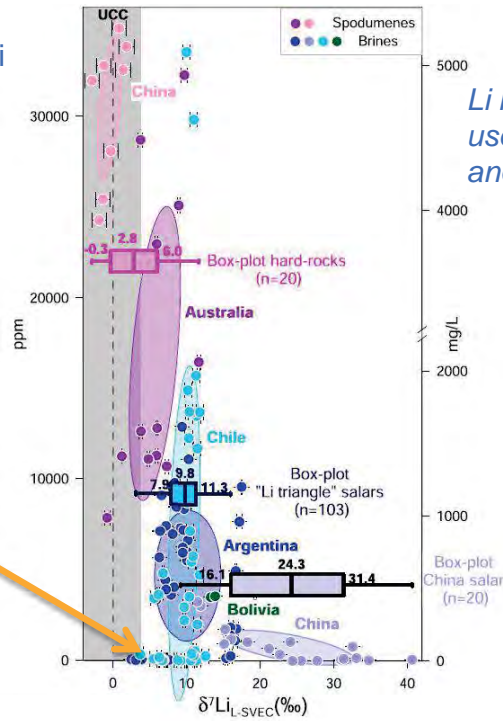 UCC
Spodumenes
Brines
i
Li
use
and
China
30000
20000
10000
0
ppm
5000
4000
2000
1000
0
mg/L
-0.3
2.8
6.0
Box-plot hard-rocks
(n=20)
Australia
Chile
7.9
9.8
11.3
Box-plot
"Li triangle" salars
(n=103)
Argentina
16.1
24.3
31.4
Box-plot
China salar
(n=20)
Bolivia
China
0
10
20
30
40
δ⁷Li L-SVEC(‰)